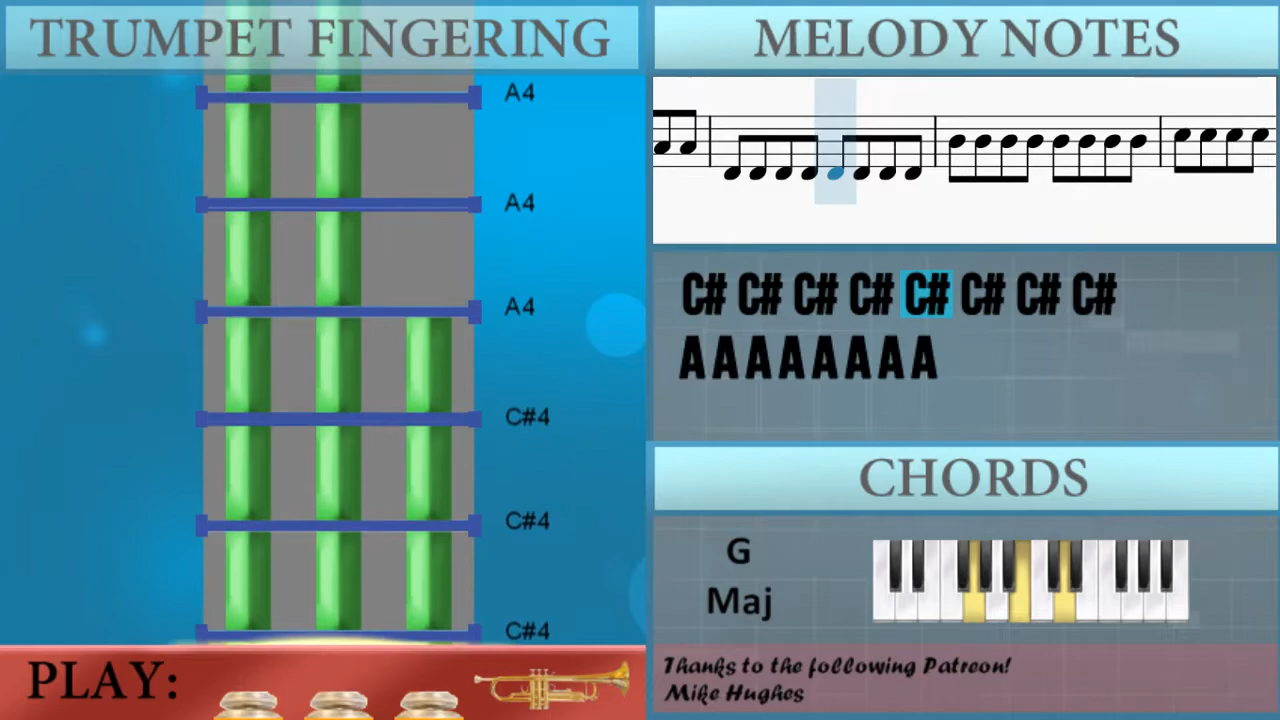 TRUMPET FINGERING
A4
A4
A4
C#4
C#4
C#4
PLAY:
MELODY NOTES
C# C# C# C# C# C# C# C#
A A A A A A A A
CHORDS
G
Maj
Thanks to the following Patreon!
Mike Hughes